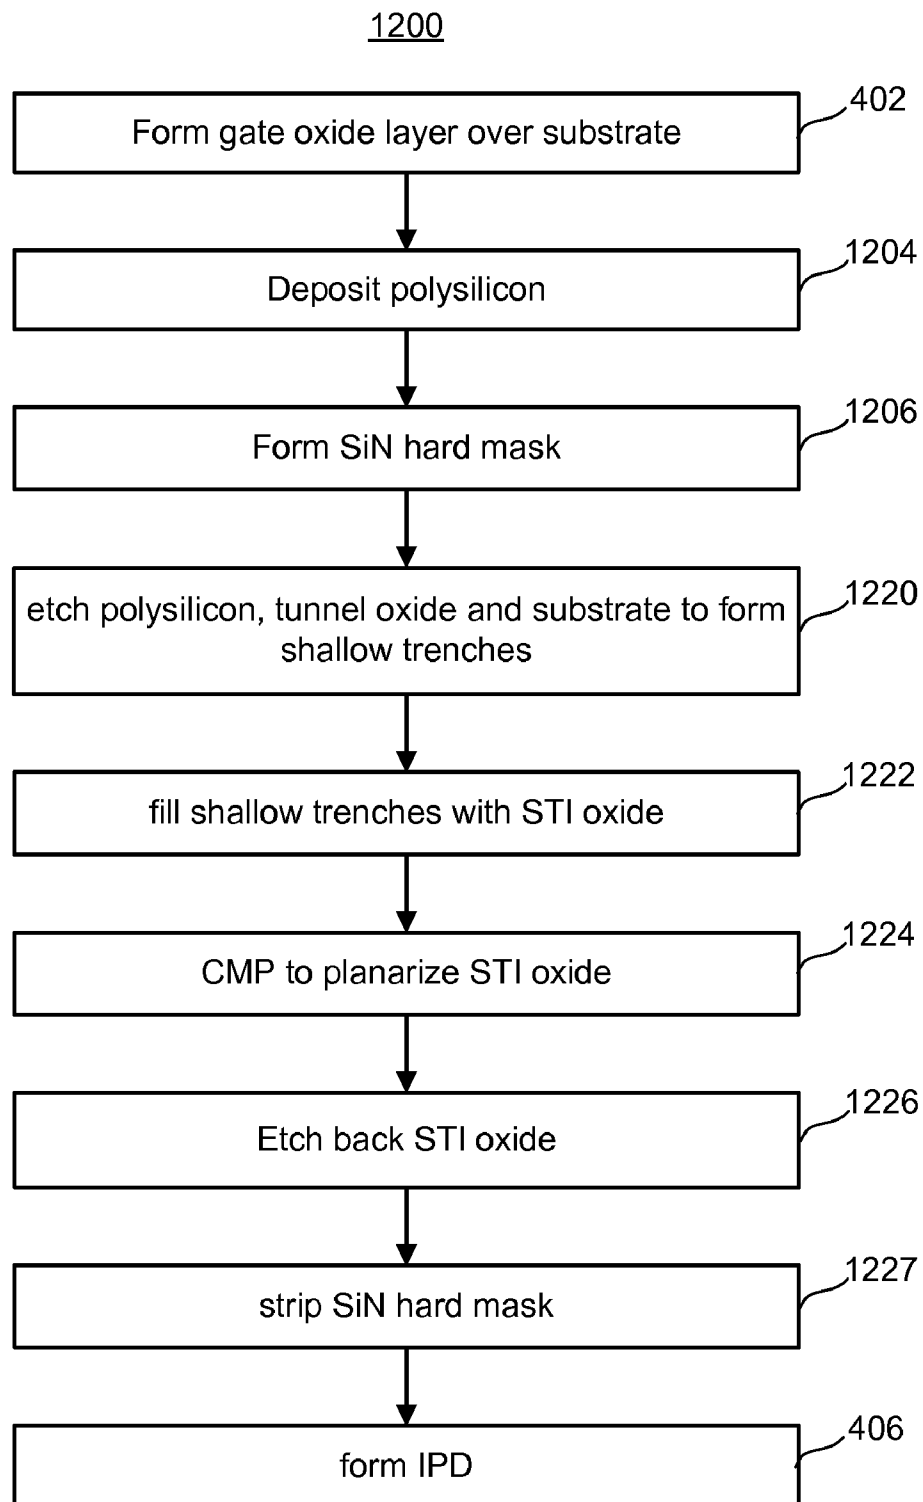 1200
Form gate oxide layer over substrate
402
Deposit polysilicon
1204
Form SiN hard mask
1206
etch polysilicon, tunnel oxide and substrate to form
shallow trenches
1220
fill shallow trenches with STI oxide
1222
CMP to planarize STI oxide
1224
Etch back STI oxide
1226
strip SiN hard mask
1227
form IPD
406